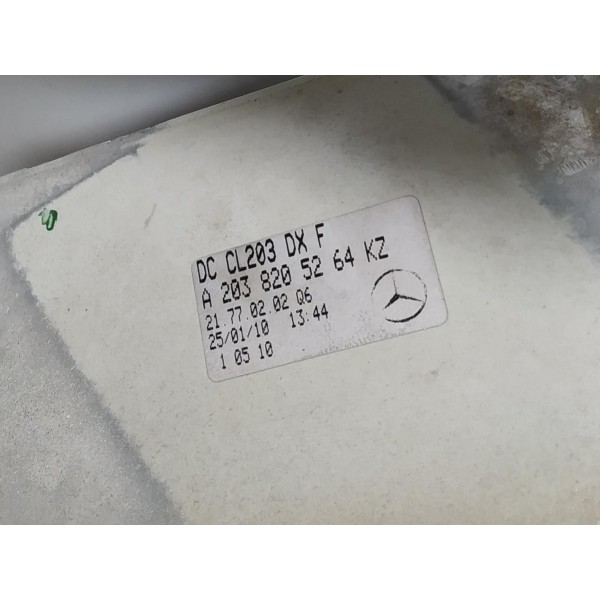 DC CL203 DX F
A 203 820 52 64 KZ
21.77.02.02 Q6
25/01/10 13:44
1 05 10